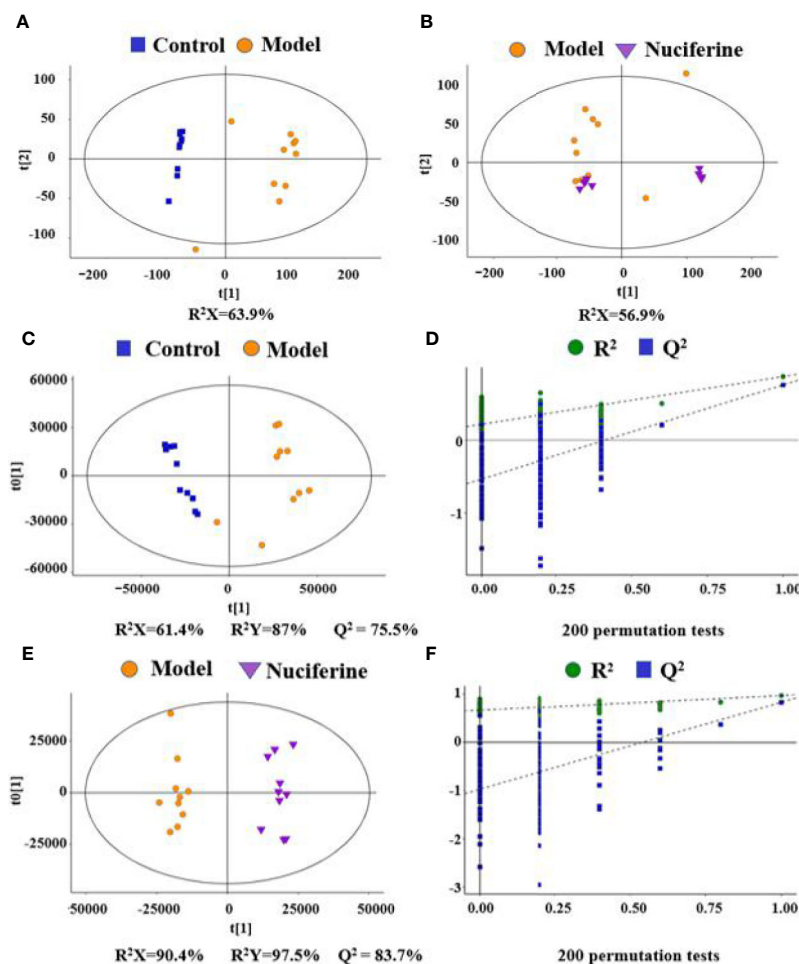 A
Control Model
100
50
t[2]
0
-50
-100
-200 -100 0 100 200
t[1]
R²X=63.9%
B
Model Nuciferine
100
50
t[2]
0
-50
-100
-200 -100 0 100 200
t[1]
R²X=56.9%
C
Control Model
60000
30000
t0[1]
0
-30000
-60000
-50000 0 50000
t[1]
R²X=61.4% R²Y=87% Q² = 75.5%
D
R² Q²
0
-1
0.00 0.25 0.50 0.75 1.00
200 permutation tests
E
Model Nuciferine
25000
t0[1]
0
-25000
-50000 -25000 0 25000 50000
t[1]
R²X=90.4% R²Y=97.5% Q² = 83.7%
F
R² Q²
1
0
-1
-2
-3
0.00 0.25 0.50 0.75 1.00
200 permutation tests